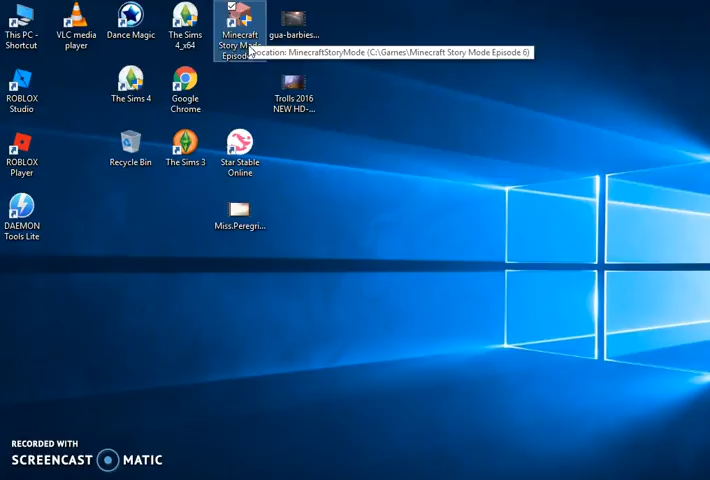 This PC -
Shortcut
VLC media
player
Dance Magic
The Sims
4_x64
Minecraft
Story Mode
Episode
gua-barbies...
Location: MinecraftStoryMode (C:\Games\Minecraft Story Mode Episode 6)
ROBLOX
Studio
The Sims 4
Google
Chrome
Trolls 2016
NEW HD-...
ROBLOX
Player
Recycle Bin
The Sims 3
Star Stable
Online
DAEMON
Tools Lite
Miss.Peregri...
RECORDED WITH
SCREENCAST MATIC